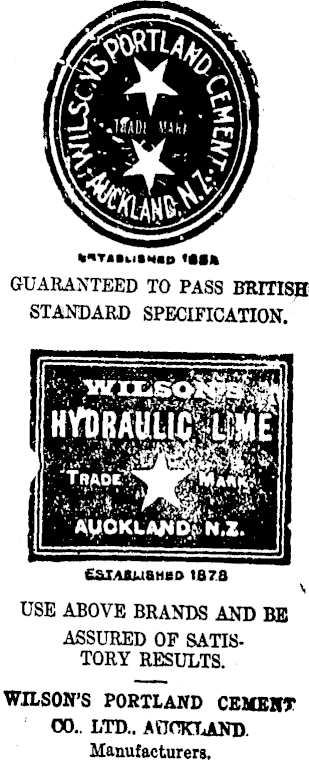 WILSON'S PORTLAND CEMENT
TRADE MARK
AUCKLAND, N.Z.
ESTABLISHED
GUARANTEED TO PASS BRITISH
STANDARD SPECIFICATION.
WILSON'S
HYDRAULIC LIME
TRADE MARK
AUCKLAND. N.Z.
ESTABLISHED 1878
USE ABOVE BRANDS AND BE
ASSURED OF SATIS-
TORY RESULTS.
WILSON'S PORTLAND CEMENT
CO., LTD., AUCKLAND.
Manufacturers.